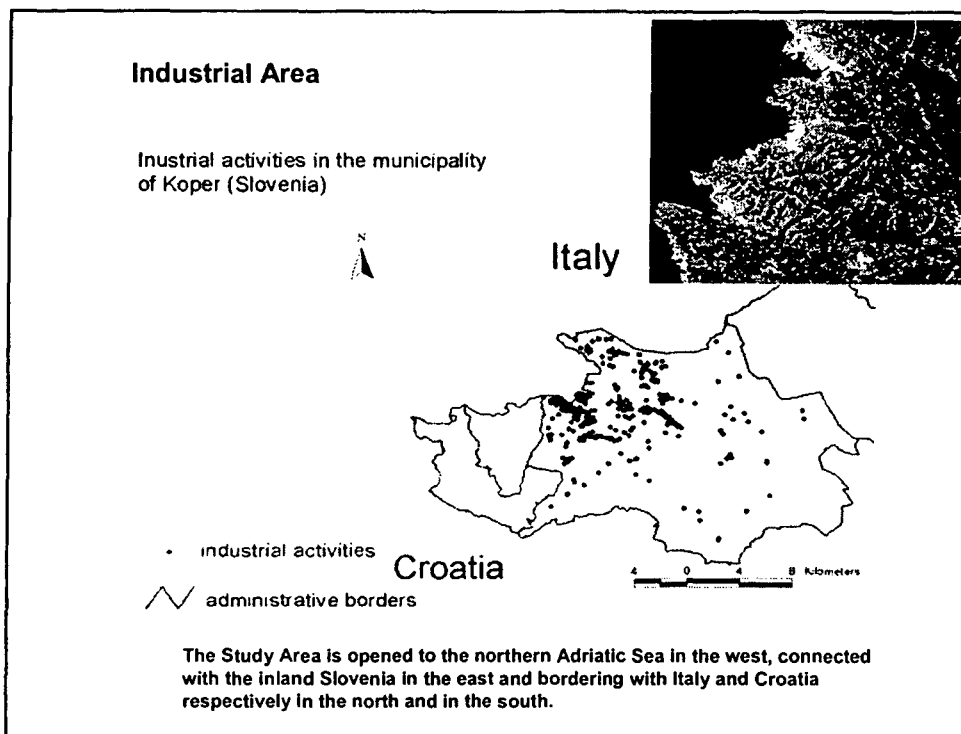 Industrial Area
Inustrial activities in the municipality
of Koper (Slovenia)
N
Italy
industrial activities
Croatia
4 0 4 8 Kilometers
administrative borders
The Study Area is opened to the northern Adriatic Sea in the west, connected
with the inland Slovenia in the east and bordering with Italy and Croatia
respectively in the north and in the south.